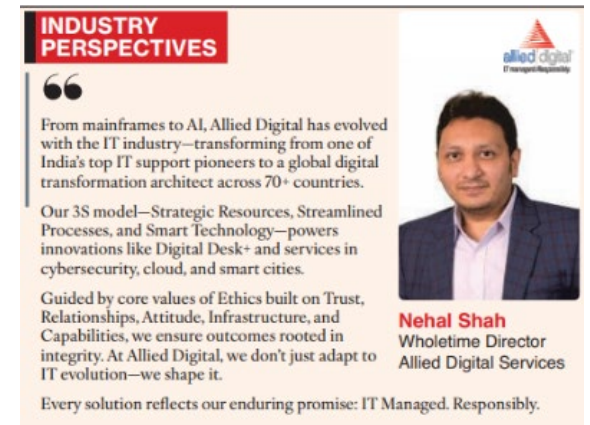 INDUSTRY
PERSPECTIVES
allied digital
IT managed. Responsibly.
“
From mainframes to AI, Allied Digital has evolved
with the IT industry—transforming from one of
India's top IT support pioneers to a global digital
transformation architect across 70+ countries.
Our 3S model—Strategic Resources, Streamlined
Processes, and Smart Technology—powers
innovations like Digital Desk+ and services in
cybersecurity, cloud, and smart cities.
Guided by core values of Ethics built on Trust,
Relationships, Attitude, Infrastructure, and
Capabilities, we ensure outcomes rooted in
integrity. At Allied Digital, we don't just adapt to
IT evolution—we shape it.
Every solution reflects our enduring promise: IT Managed. Responsibly.
Nehal Shah
Wholetime Director
Allied Digital Services